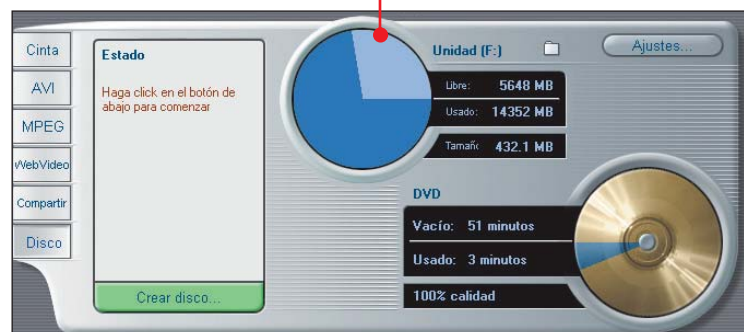 Cinta
AVI
MPEG
WebVideo
Compartir
Disco
Estado
Haga click en el botón de
abajo para comenzar
Crear disco...
Unidad (F:)
Ajustes...
Libre: 5648 MB
Usado: 14352 MB
Tamañ 432.1 MB
DVD
Vacío: 51 minutos
Usado: 3 minutos
100% calidad